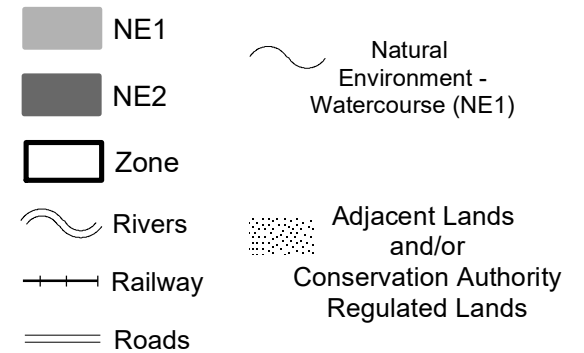 NE1
NE2
Zone
Rivers
Railway
Roads
Natural
Environment -
Watercourse (NE1)
Adjacent Lands
and/or
Conservation Authority
Regulated Lands